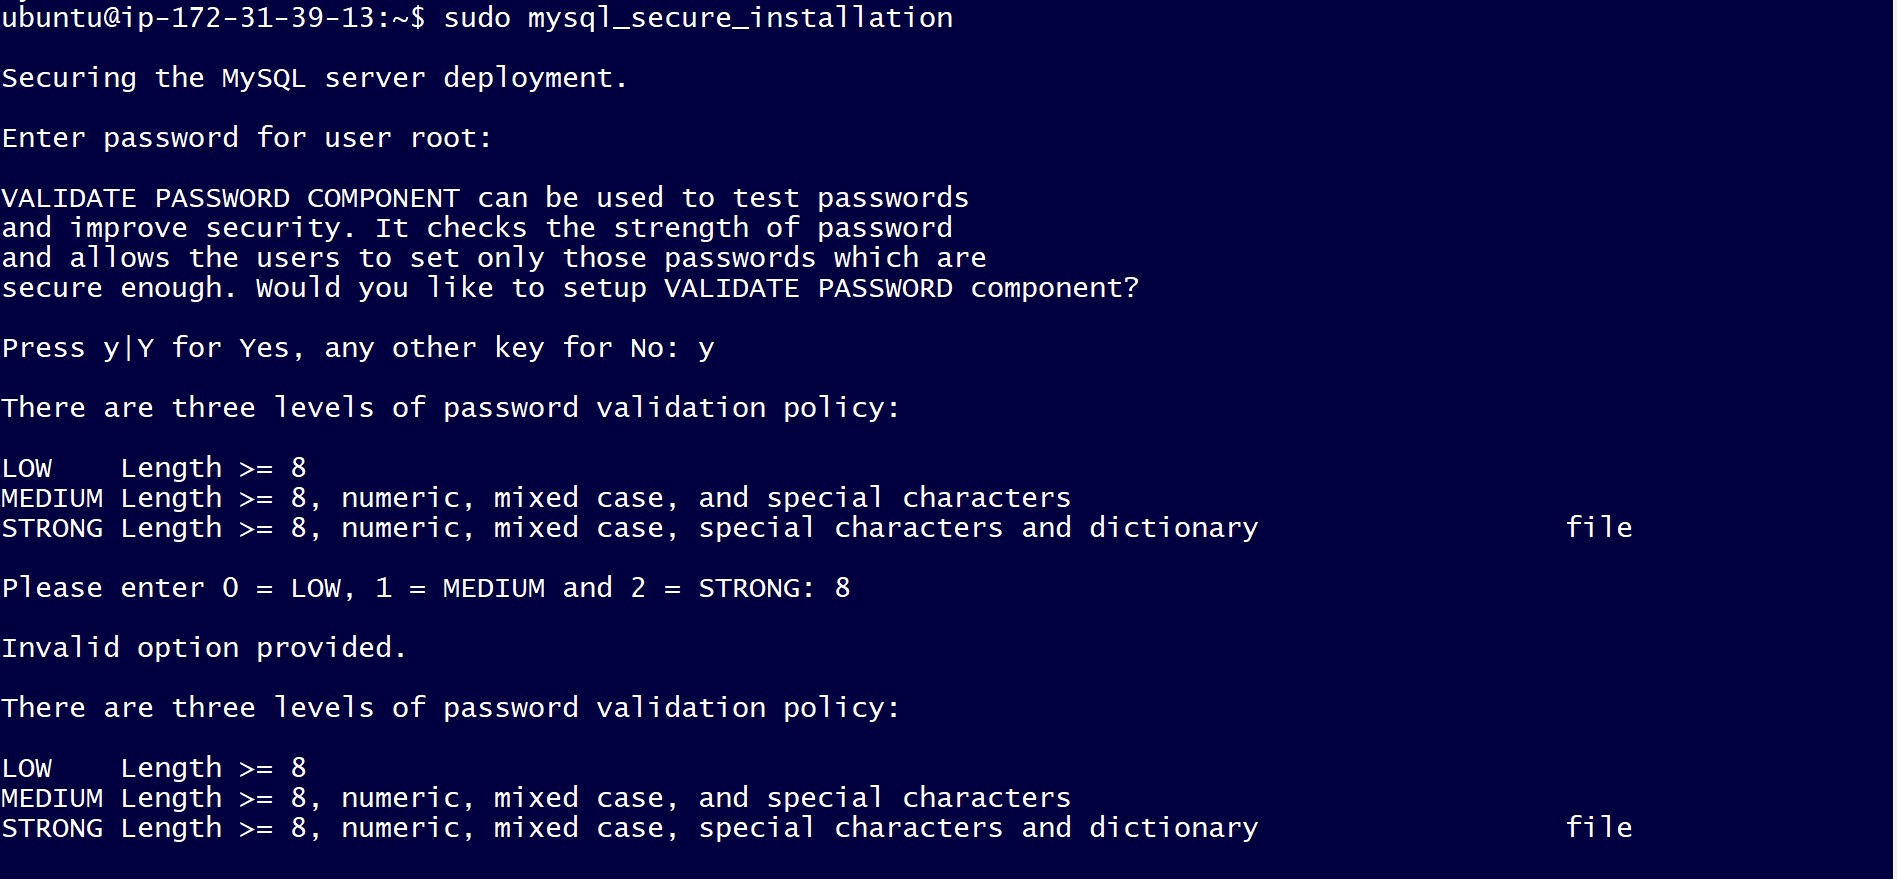 ubuntu@ip-172-31-39-13:~$ sudo mysql_secure_installation
Securing the MySQL server deployment.
Enter password for user root:
VALIDATE PASSWORD COMPONENT can be used to test passwords
and improve security. It checks the strength of password
and allows the users to set only those passwords which are
secure enough. Would you like to setup VALIDATE PASSWORD component?
Press y|Y for Yes, any other key for No: y
There are three levels of password validation policy:
LOW    Length >= 8
MEDIUM Length >= 8, numeric, mixed case, and special characters
STRONG Length >= 8, numeric, mixed case, special characters and dictionary                  file
Please enter 0 = LOW, 1 = MEDIUM and 2 = STRONG: 8
Invalid option provided.
There are three levels of password validation policy:
LOW    Length >= 8
MEDIUM Length >= 8, numeric, mixed case, and special characters
STRONG Length >= 8, numeric, mixed case, special characters and dictionary                  file